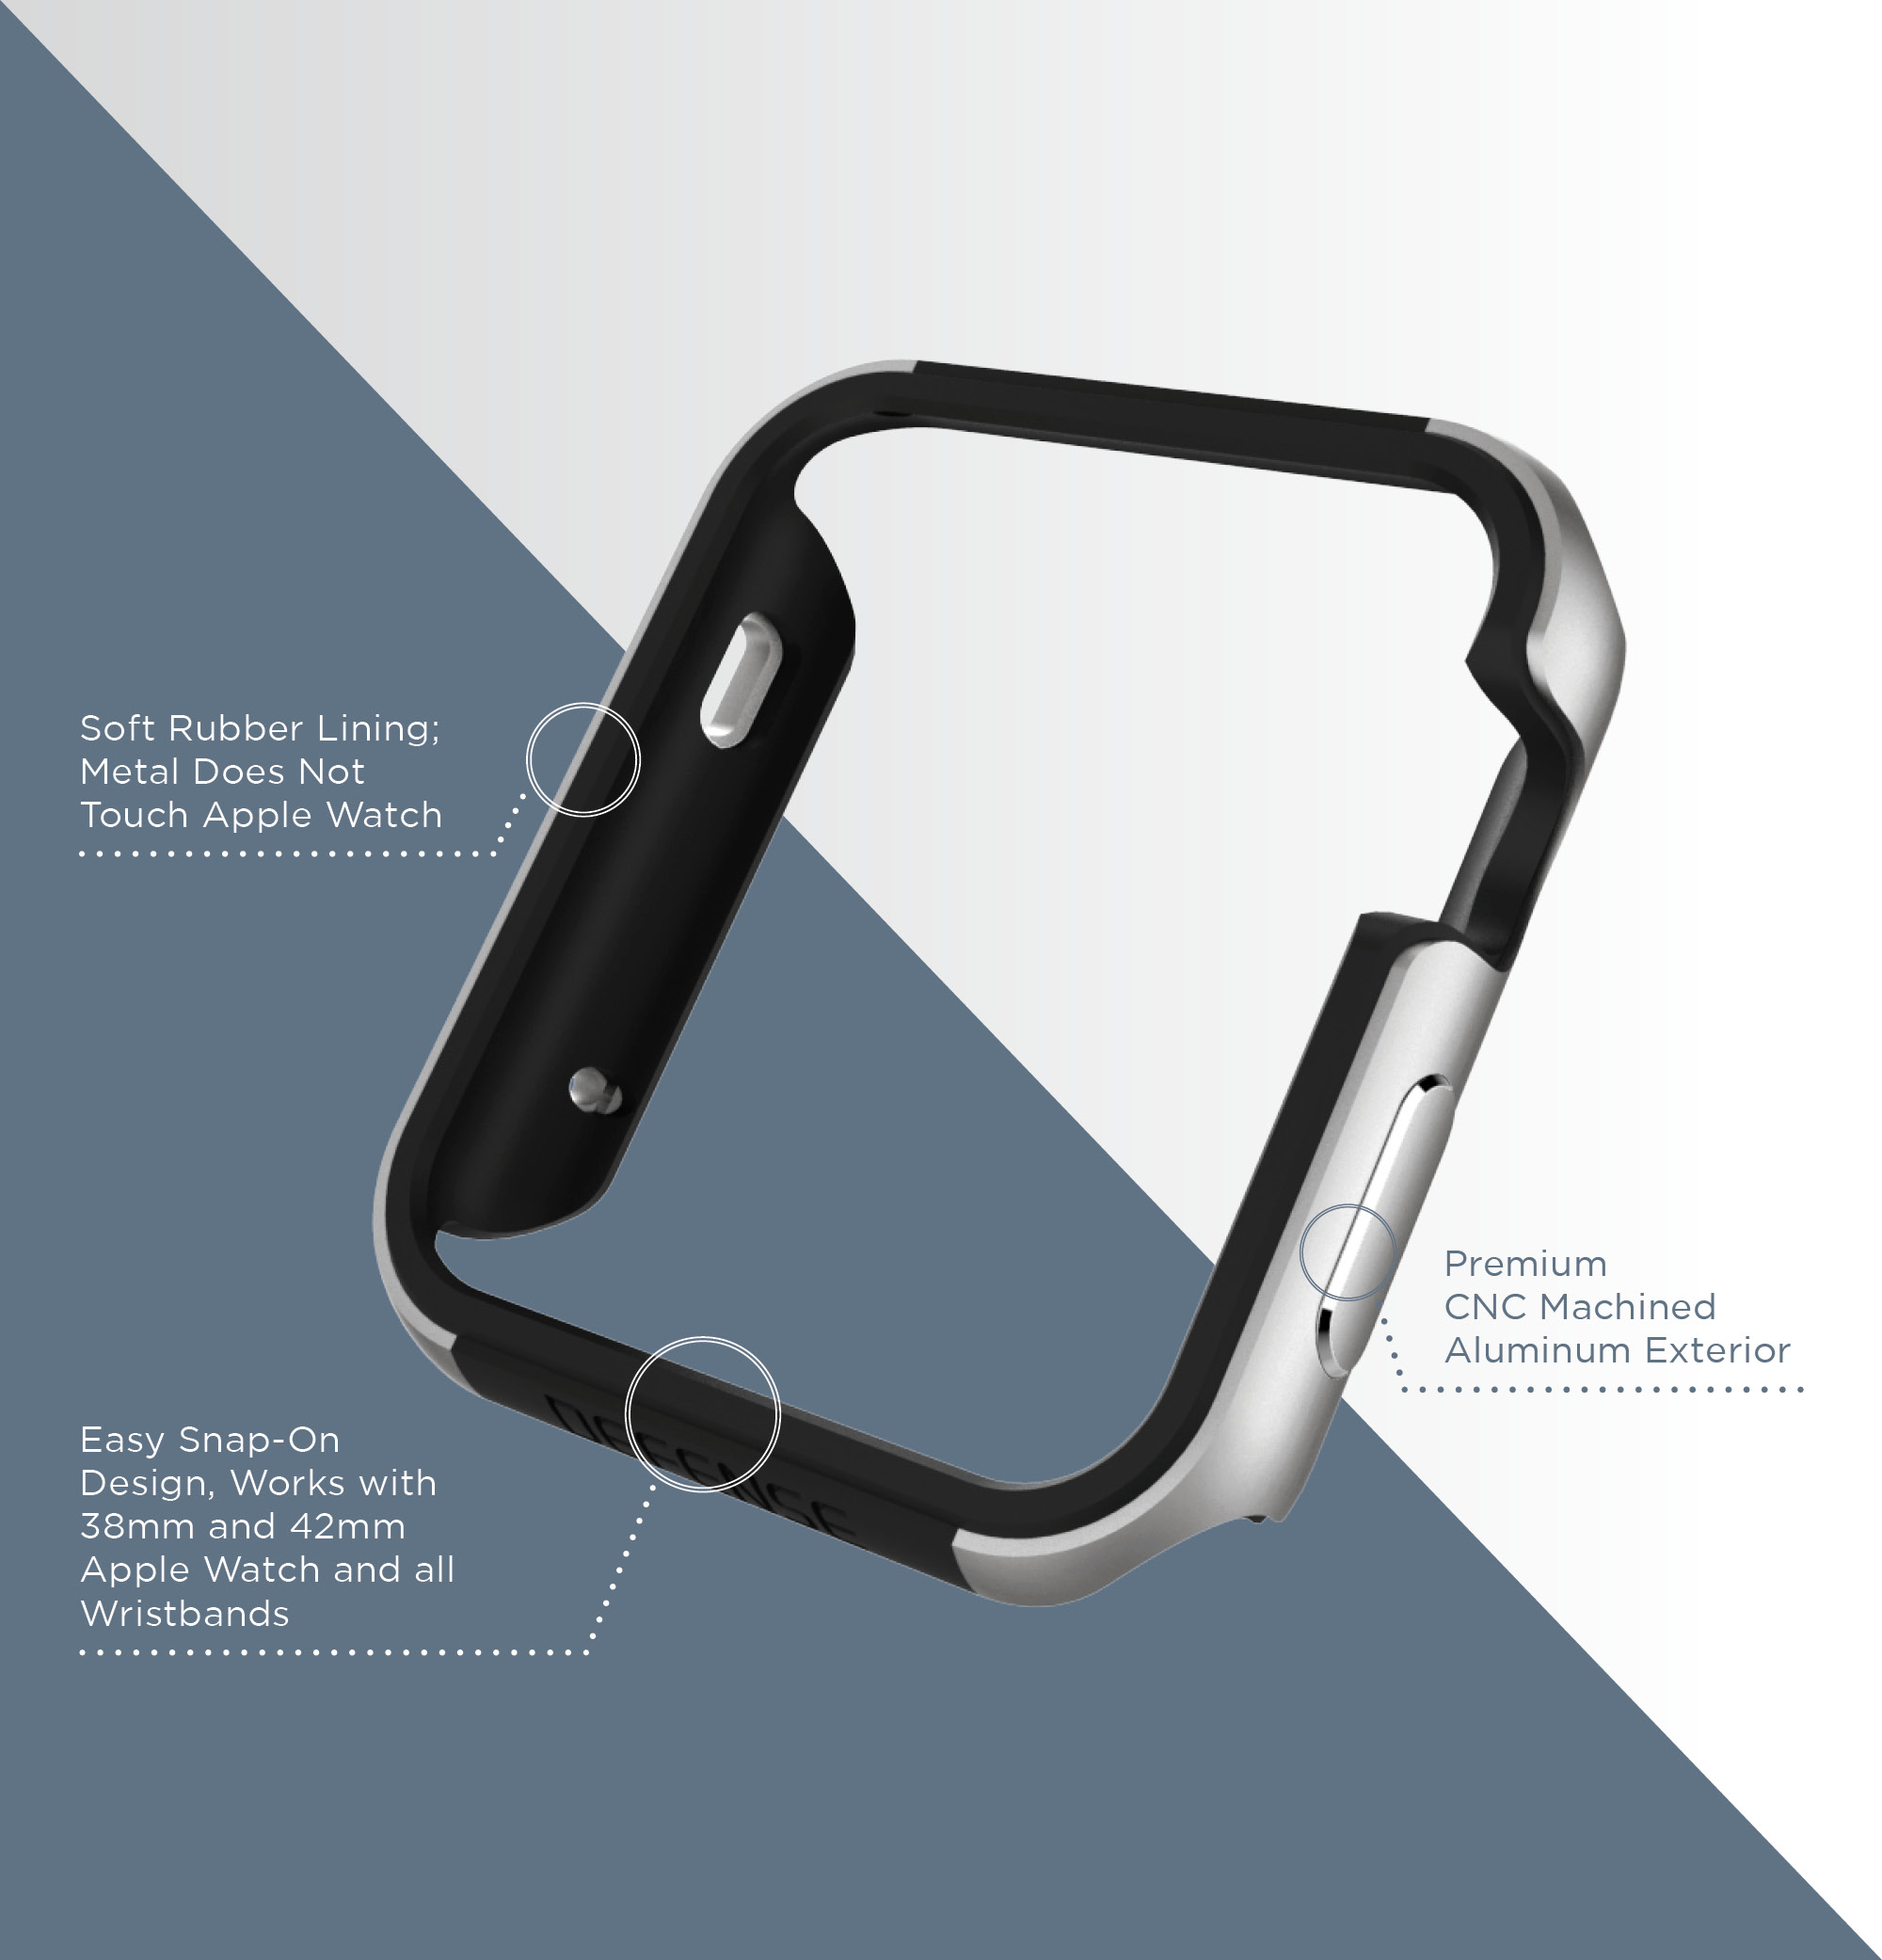 Soft Rubber Lining;
Metal Does Not
Touch Apple Watch
Premium
CNC Machined
Aluminum Exterior
Easy Snap-On
Design, Works with
38mm and 42mm
Apple Watch and all
Wristbands
DEFENSE